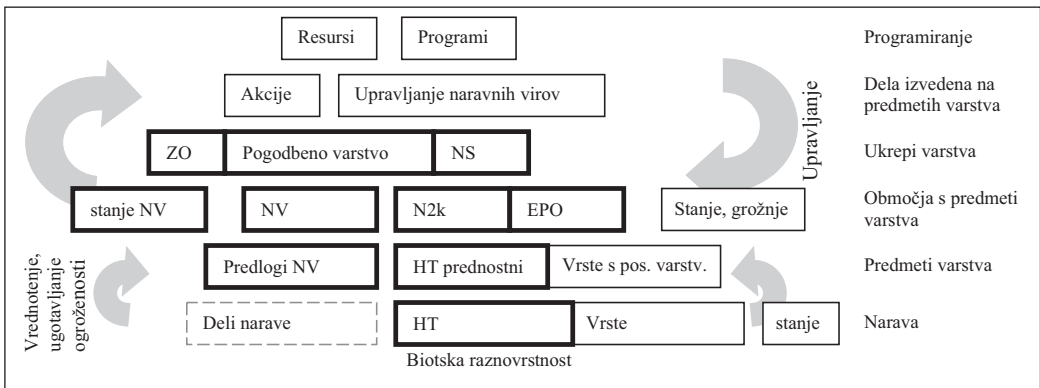 Resursi Programi Programiranje
Akcije Upravljanje naravnih virov Dela izvedena na
predmetih varstva
Upravljanje
ZO Pogodbeno varstvo NS Ukrepi varstva
stanje NV NV N2k EPO Stanje, grožnje Območja s predmeti
varstva
Vrednotenje,
ugotavljanje
ogroženosti
Predlogi NV HT prednostni Vrste s pos. varstv. Predmeti varstva
Deli narave HT Vrste stanje Narava
Biotska raznovrstnost